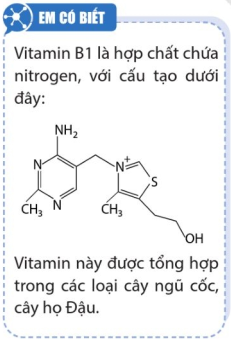 EM CÓ BIẾT
Vitamin B1 là hợp chất chứa
nitrogen, với cấu tạo dưới
đây:
NH₂
N
N⁺
S
CH₃
N
CH₃
OH
Vitamin này được tổng hợp
trong các loại cây ngũ cốc,
cây họ Đậu.